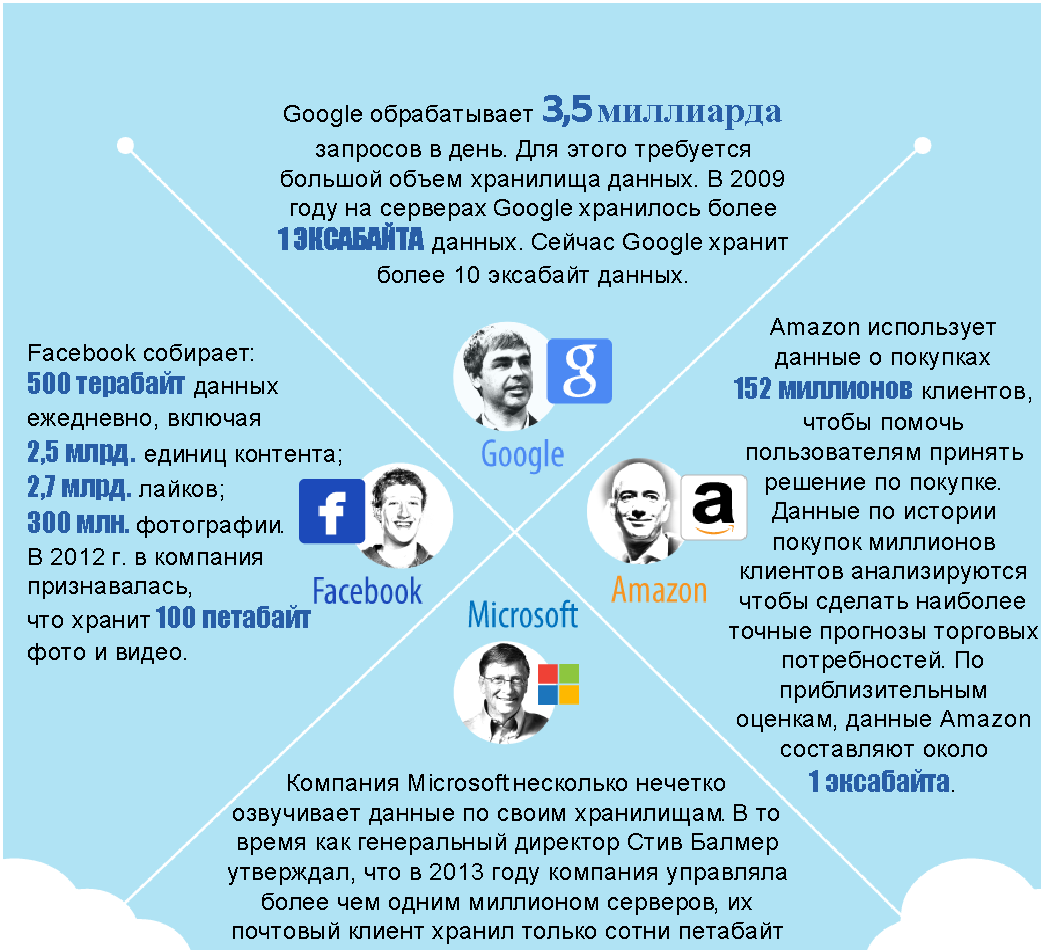 Google обрабатывает 3,5 миллиарда
запросов в день. Для этого требуется
большой объем хранилища данных. В 2009
году на серверах Google хранилось более
1 ЭКСАБАЙТА данных. Сейчас Google хранит
более 10 эксабайт данных.
g
Google
Facebook собирает:
500 терабайт данных
ежедневно, включая
2,5 млрд. единиц контента;
2,7 млрд. лайков;
300 млн. фотографии.
В 2012 г. в компания
признавалась,
что хранит 100 петабайт
фото и видео.
f
Facebook
Amazon использует
данные о покупках
152 миллионов клиентов,
чтобы помочь
пользователям принять
решение по покупке.
Данные по истории
покупок миллионов
клиентов анализируются
чтобы сделать наиболее
точные прогнозы торговых
потребностей. По
приблизительным
оценкам, данные Amazon
составляют около
1 эксабайта.
a
Amazon
Microsoft
Компания Microsoft несколько нечетко
озвучивает данные по своим хранилищам. В то
время как генеральный директор Стив Балмер
утверждал, что в 2013 году компания управляла
более чем одним миллионом серверов, их
почтовый клиент хранил только сотни петабайт